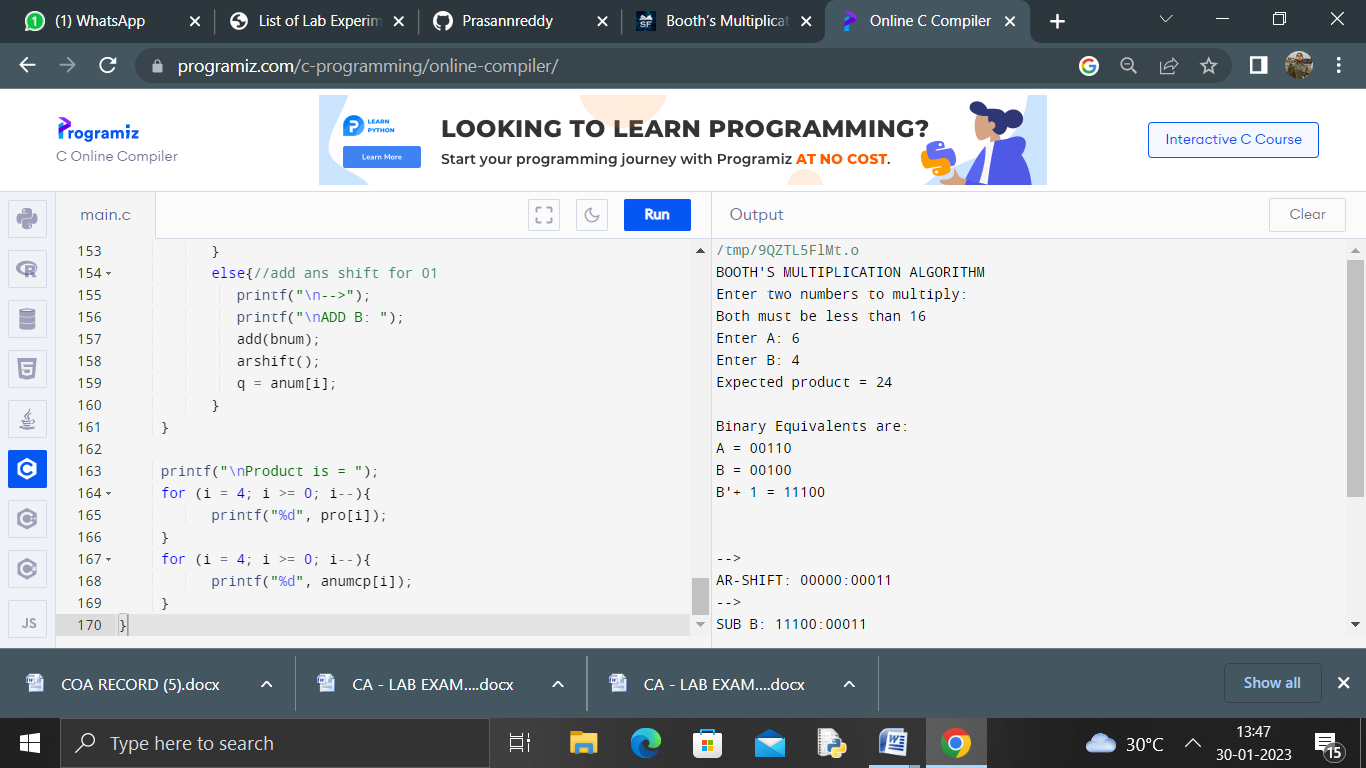 (1) WhatsApp
List of Lab Experim
Prasannreddy
Booth's Multiplicat
Online C Compiler
programiz.com/c-programming/online-compiler/
Programiz
C Online Compiler
LEARN
PYTHON
Learn More
LOOKING TO LEARN PROGRAMMING?
Start your programming journey with Programiz AT NO COST.
Interactive C Course
main.c
Run
Output
Clear
153 }
154 else{//add ans shift for 01
155 printf("\n-->");
156 printf("\nADD B: ");
157 add(bnum);
158 arshift();
159 q = anum[i];
160 }
161 }
162
163 printf("\nProduct is = ");
164 for (i = 4; i >= 0; i--){
165 printf("%d", pro[i]);
166 }
167 for (i = 4; i >= 0; i--){
168 printf("%d", anumcp[i]);
169 }
170 }
JS
/tmp/9QZTL5FlMt.o
BOOTH'S MULTIPLICATION ALGORITHM
Enter two numbers to multiply:
Both must be less than 16
Enter A: 6
Enter B: 4
Expected product = 24
Binary Equivalents are:
A = 00110
B = 00100
B'+ 1 = 11100
-->
AR-SHIFT: 00000:00011
-->
SUB B: 11100:00011
COA RECORD (5).docx
CA - LAB EXAM....docx
CA - LAB EXAM....docx
Show all
Type here to search
30°C
13:47
30-01-2023
15